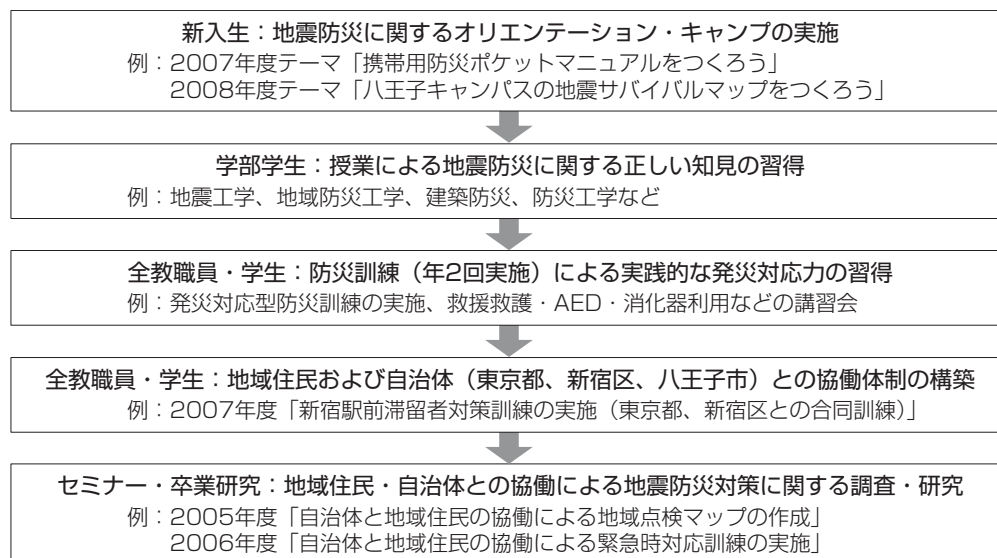 新入生：地震防災に関するオリエンテーション・キャンプの実施
例：2007年度テーマ「携帯用防災ポケットマニュアルをつくろう」
2008年度テーマ「八王子キャンパスの地震サバイバルマップをつくろう」
学部学生：授業による地震防災に関する正しい知見の習得
例：地震工学、地域防災工学、建築防災、防災工学など
全教職員・学生：防災訓練（年2回実施）による実践的な発災対応力の習得
例：発災対応型防災訓練の実施、救援救護・AED・消化器利用などの講習会
全教職員・学生：地域住民および自治体（東京都、新宿区、八王子市）との協働体制の構築
例：2007年度「新宿駅前滞留者対策訓練の実施（東京都、新宿区との合同訓練）」
セミナー・卒業研究：地域住民・自治体との協働による地震防災対策に関する調査・研究
例：2005年度「自治体と地域住民の協働による地域点検マップの作成」
2006年度「自治体と地域住民の協働による緊急時対応訓練の実施」